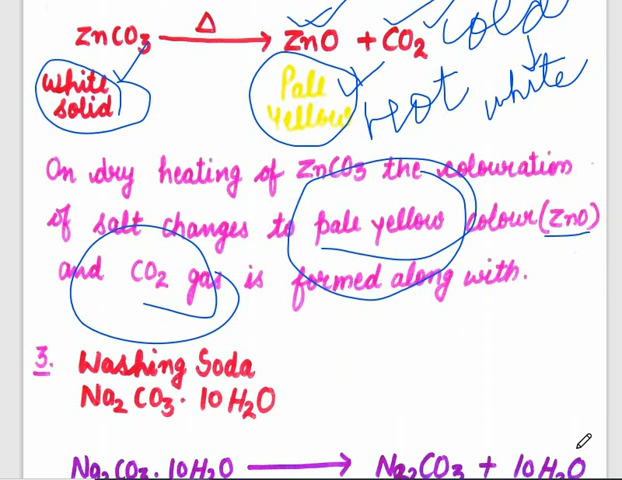 ZnCO3 Δ→ ZnO + CO2 cold
White Pale hot white
solid Yellow
On dry heating of ZnCO3 the colouration
of salt changes to pale yellow colour (ZnO)
and CO2 gas is formed along with.
3. Washing Soda
Na2CO3·10H2O
Na2CO3·10H2O → Na2CO3 + 10H2O